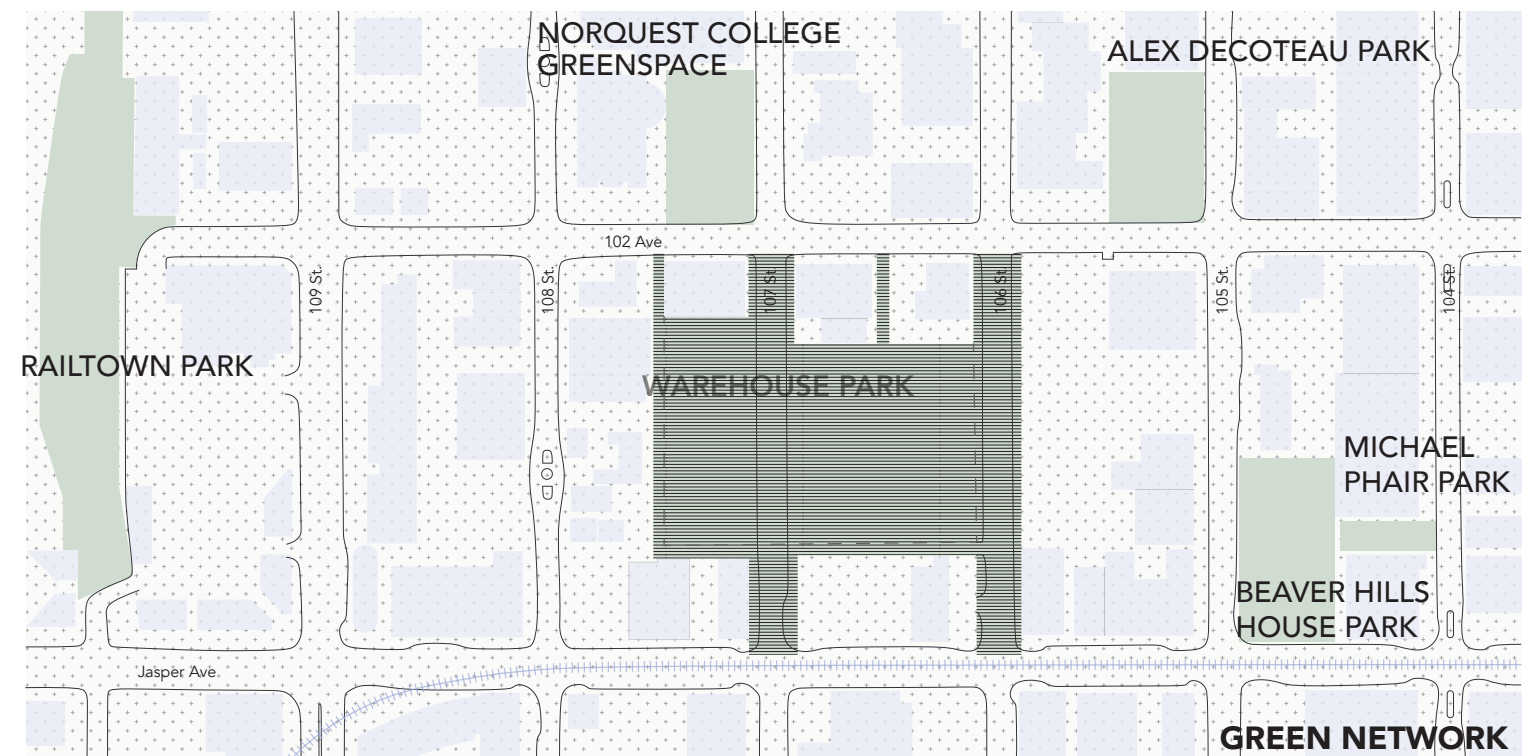 NORQUEST COLLEGE
GREENSPACE
ALEX DECOTEAU PARK
102 Ave
109 St.
108 St.
107 St.
106 St.
105 St.
104 St.
RAILTOWN PARK
WAREHOUSE PARK
MICHAEL
PHAIR PARK
BEAVER HILLS
HOUSE PARK
Jasper Ave
GREEN NETWORK